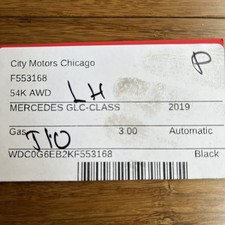 City Motors Chicago
F553168
54K AWD
LH
P
MERCEDES GLC-CLASS 2019
Gas 3.00 Automatic
J10
WDC0G6EB2KF553168 Black